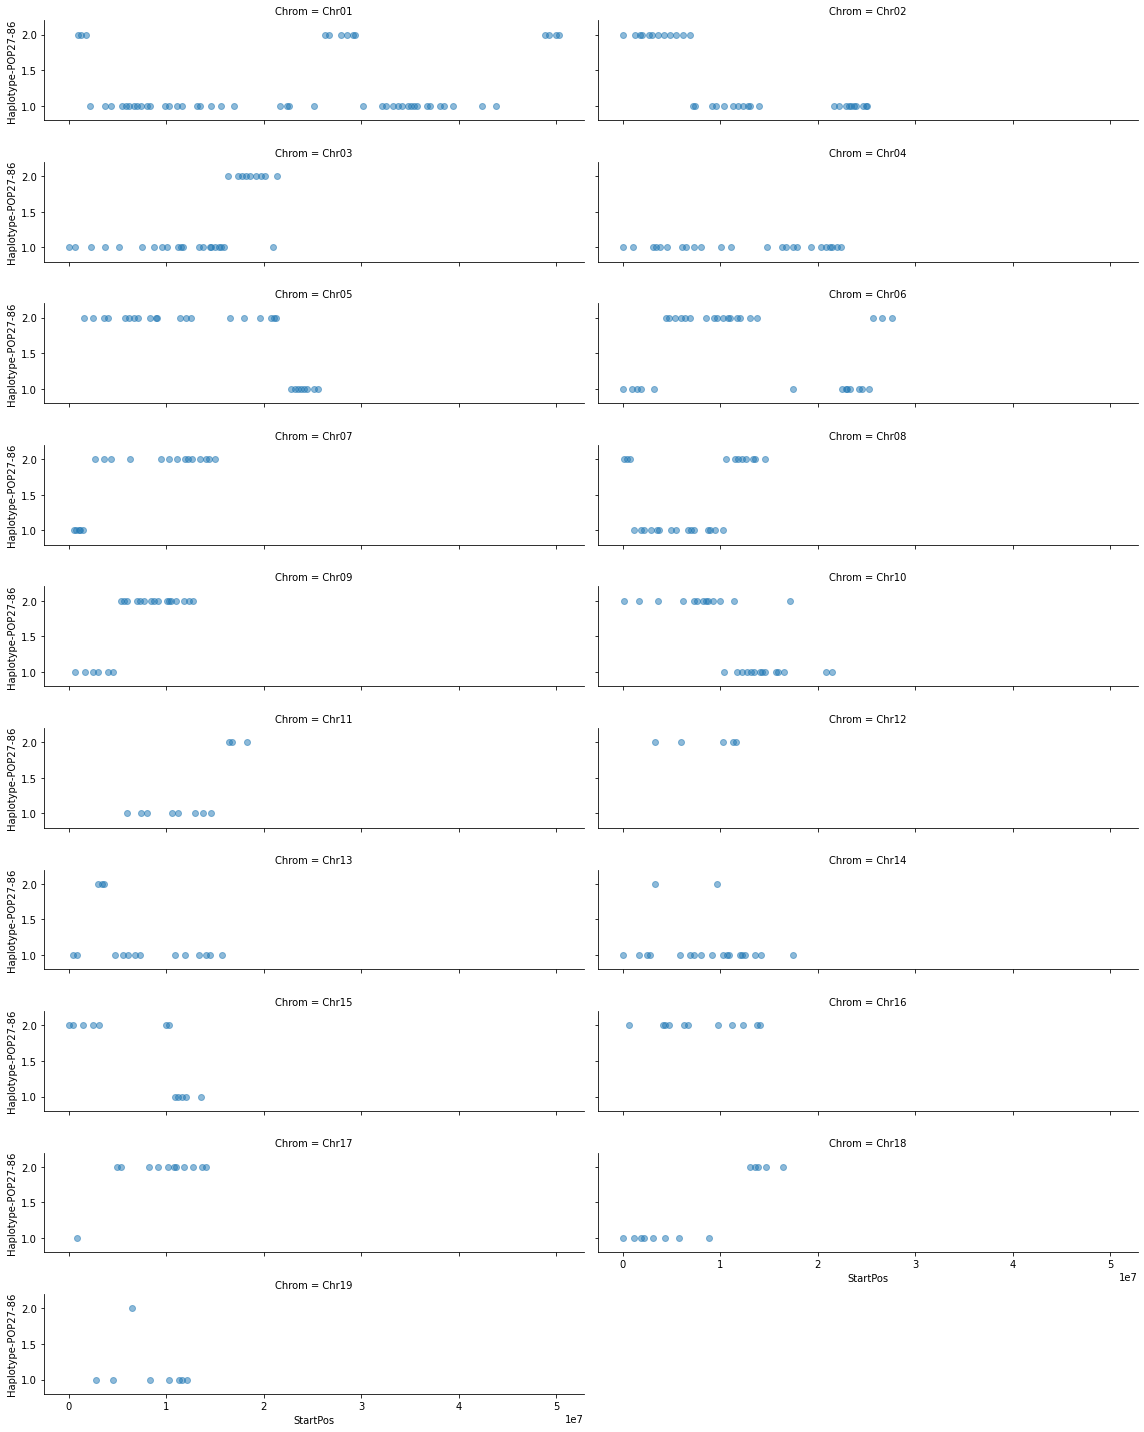 Chrom = Chr01
Chrom = Chr02
Haplotype-POP27-86
2.0
1.5
1.0
Chrom = Chr03
Chrom = Chr04
Haplotype-POP27-86
2.0
1.5
1.0
Chrom = Chr05
Chrom = Chr06
Haplotype-POP27-86
2.0
1.5
1.0
Chrom = Chr07
Chrom = Chr08
Haplotype-POP27-86
2.0
1.5
1.0
Chrom = Chr09
Chrom = Chr10
Haplotype-POP27-86
2.0
1.5
1.0
Chrom = Chr11
Chrom = Chr12
Haplotype-POP27-86
2.0
1.5
1.0
Chrom = Chr13
Chrom = Chr14
Haplotype-POP27-86
2.0
1.5
1.0
Chrom = Chr15
Chrom = Chr16
Haplotype-POP27-86
2.0
1.5
1.0
Chrom = Chr17
Chrom = Chr18
Haplotype-POP27-86
2.0
1.5
1.0
0 1 2 3 4 5
1e7
StartPos
Chrom = Chr19
Haplotype-POP27-86
2.0
1.5
1.0
0 1 2 3 4 5
1e7
StartPos